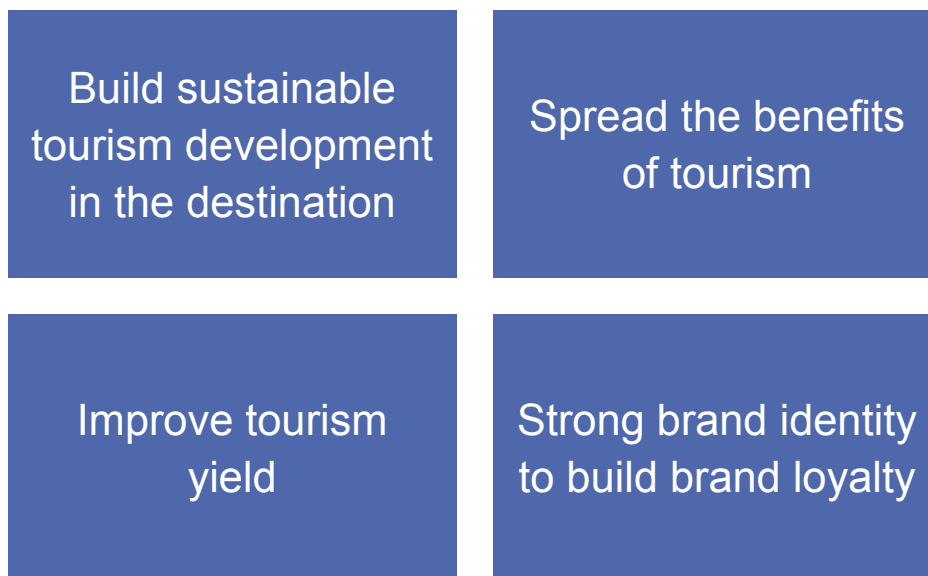 Build sustainable
tourism development
in the destination
Spread the benefits
of tourism
Improve tourism
yield
Strong brand identity
to build brand loyalty